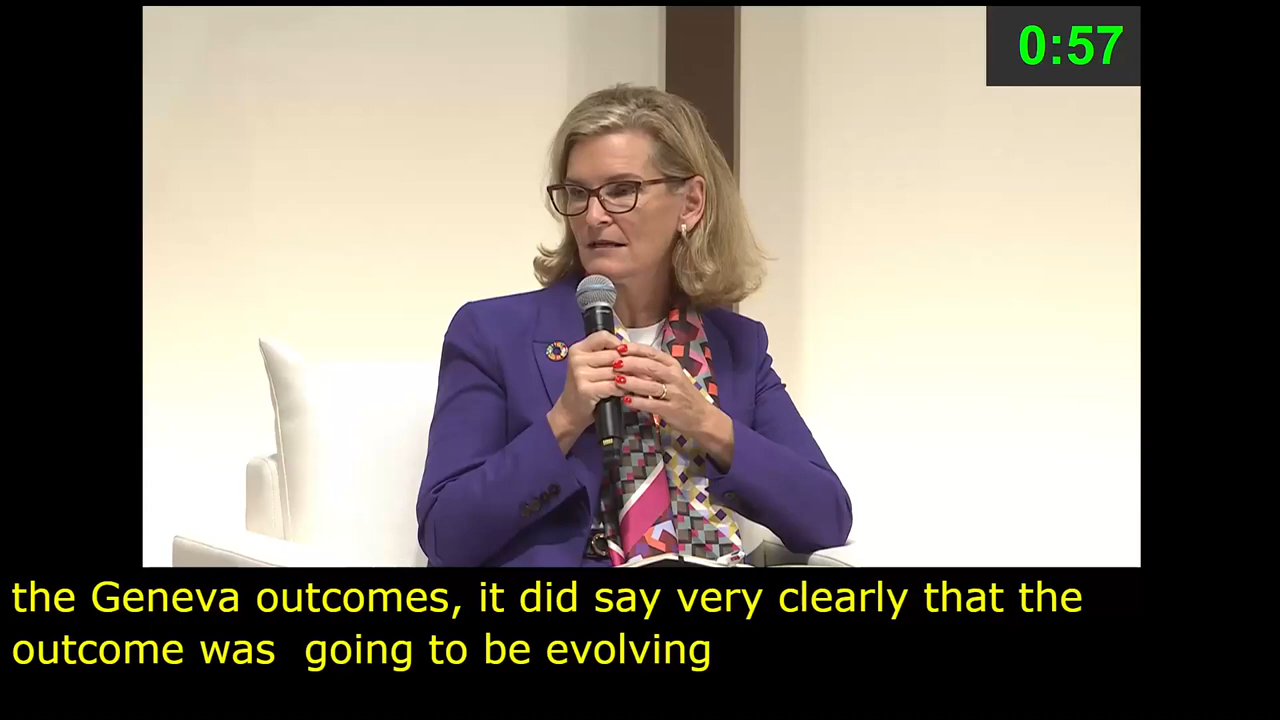 0:57
the Geneva outcomes, it did say very clearly that the
outcome was  going to be evolving